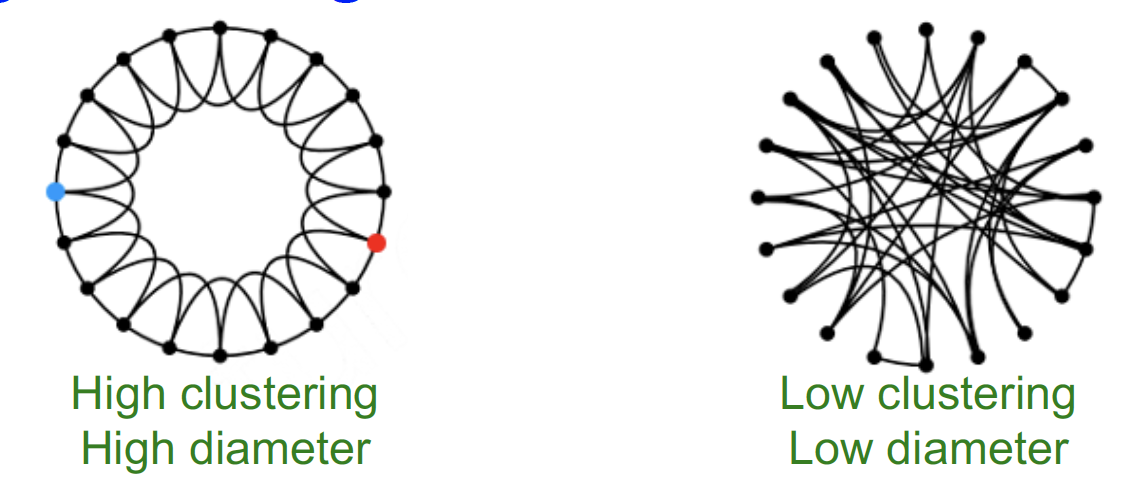 High clustering
High diameter
Low clustering
Low diameter